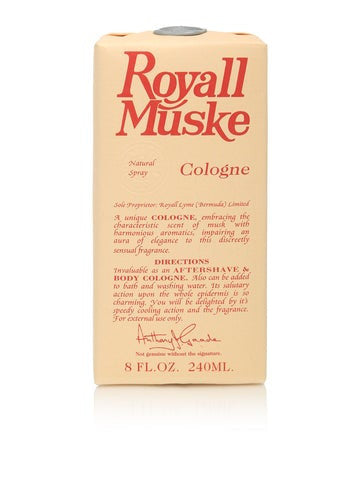 Royall
Muske
Natural
Spray
Cologne
Sole Proprietor: Royall Lyme (Bermuda) Limited
A unique COLOGNE, embracing the
characteristic scent of musk with
harmonious aromatics, impairing an
aura of elegance to this discreetly
sensual fragrance.
DIRECTIONS
Invaluable as an AFTERSHAVE &
BODY COLOGNE. Also can be added
to bath and washing water. Its salutary
action upon the whole epidermis is so
charming. You will be delighted by it's
speedy cooling action and the fragrance.
For external use only.
Not genuine without the signature.
8 FL.OZ. 240ML.